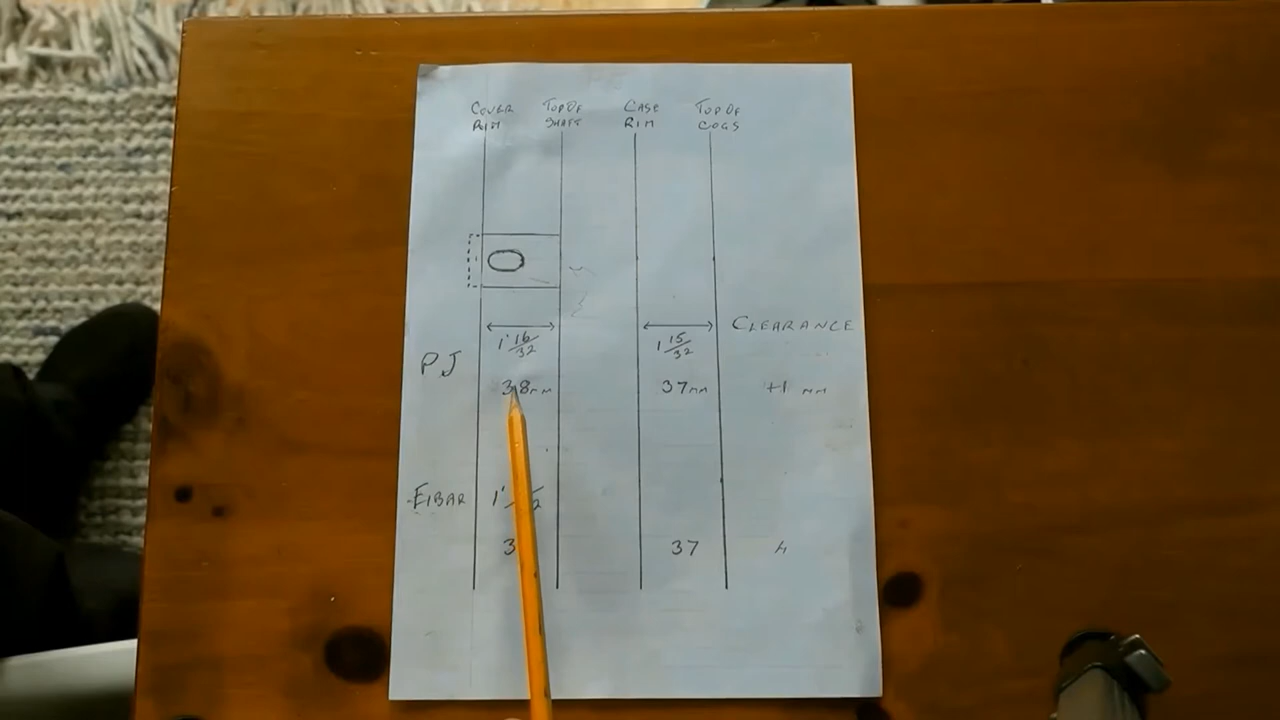 COVER RIM
TOP OF SHAFT
CASE RIM
TOP OF COGS
1" 16/32
1 15/32
CLEARANCE
PJ
38mm
37mm
+1 mm
EIBAR
37